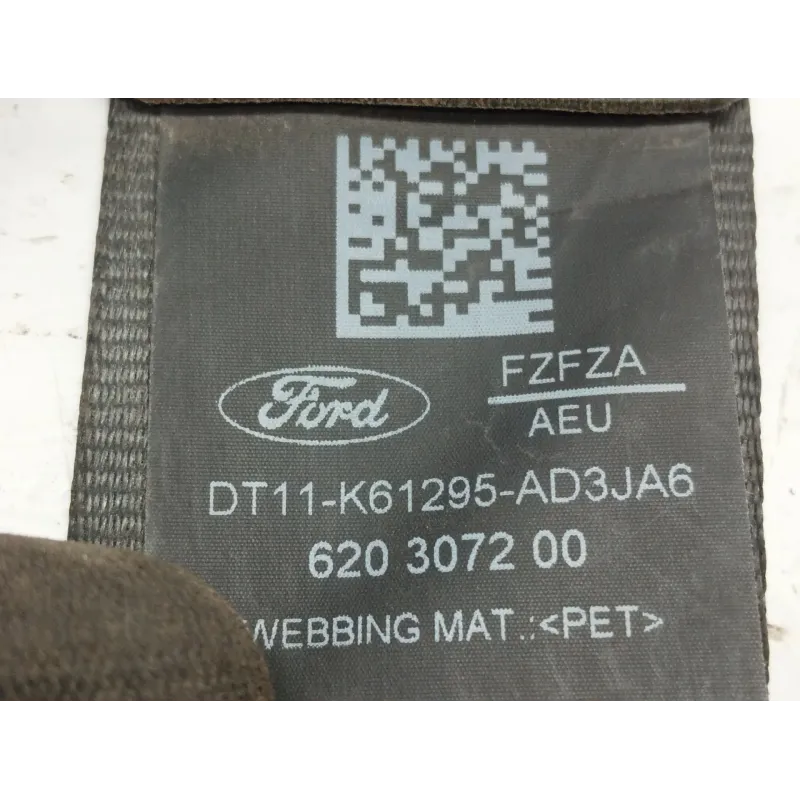 FZFZA
Ford
AEU
DT11-K61295-AD3JA6
620 3072 00
WEBBING MAT.:<PET>